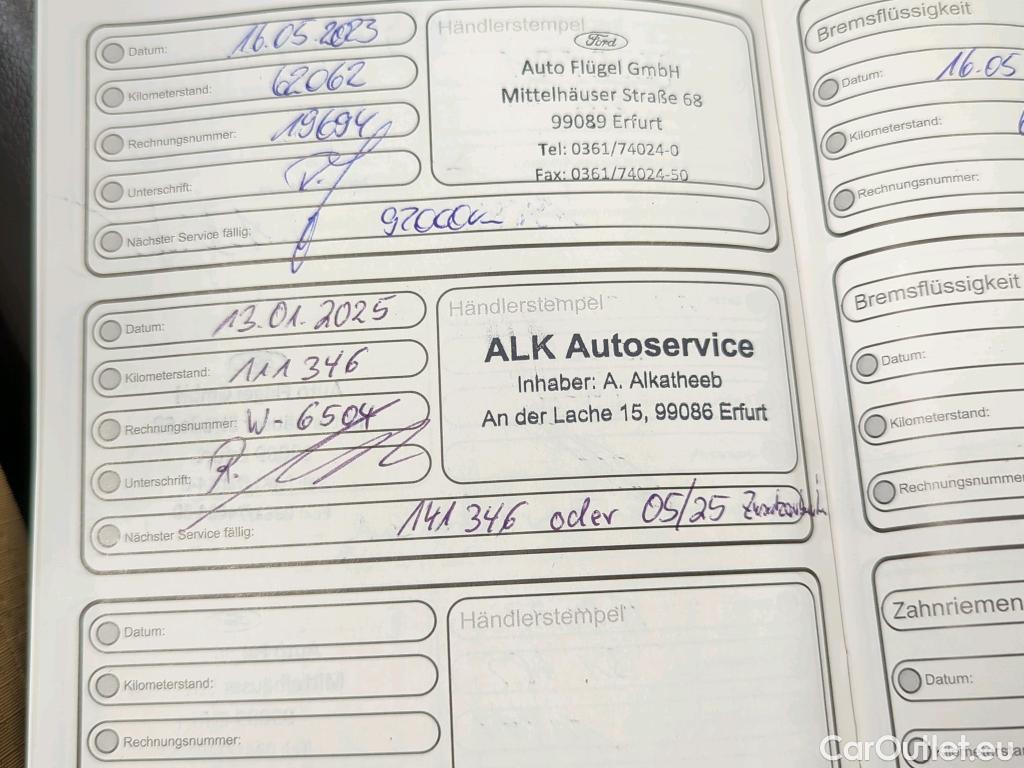 Datum: 16.05.2023
Kilometerstand: 62062
Rechnungsnummer: 19694
Unterschrift:
Nächster Service fällig: 92000km
Händlerstempel
Ford
Auto Flügel GmbH
Mittelhäuser Straße 68
99089 Erfurt
Tel: 0361/74024-0
Fax: 0361/74024-50
Datum: 13.01.2025
Kilometerstand: 111 346
Rechnungsnummer: W-6504
Unterschrift:
Nächster Service fällig: 141 346 oder 05/25
Händlerstempel
ALK Autoservice
Inhaber: A. Alkatheeb
An der Lache 15, 99086 Erfurt
Datum:
Kilometerstand:
Rechnungsnummer:
Händlerstempel
Bremsflüssigkeit
Datum: 16.05
Kilometerstand:
Rechnungsnummer:
Bremsflüssigkeit
Datum:
Kilometerstand:
Rechnungsnummer
Zahnriemen
Datum:
CarOutlet.eu